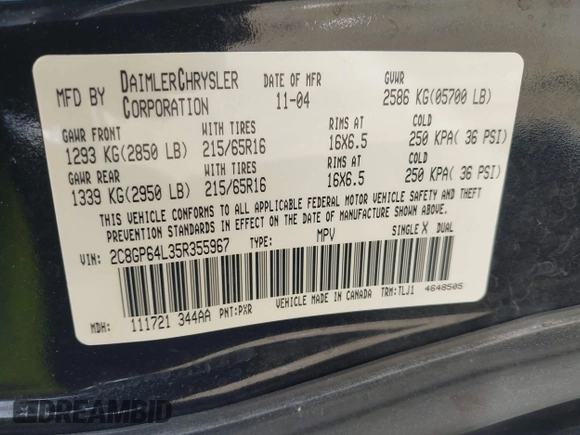 MFD BY DAIMLERCHRYSLER CORPORATION DATE OF MFR 11-04 GVWR 2586 KG(05700 LB)
GAWR FRONT WITH TIRES RIMS AT COLD
1293 KG(2850 LB) 215/65R16 16X6.5 250 KPA( 36 PSI)
GAWR REAR WITH TIRES RIMS AT COLD
1339 KG(2950 LB) 215/65R16 16X6.5 250 KPA( 36 PSI)
THIS VEHICLE CONFORMS TO ALL APPLICABLE FEDERAL MOTOR VEHICLE SAFETY AND THEFT
PREVENTION STANDARDS IN EFFECT ON THE DATE OF MANUFACTURE SHOWN ABOVE.
VIN: 2C8GP64L35R355967 TYPE: MPV SINGLE X DUAL
VEHICLE MADE IN CANADA TRM:TLJ1 4648505
MDH: 111721 344AA PNT:PXR
DREAMBID